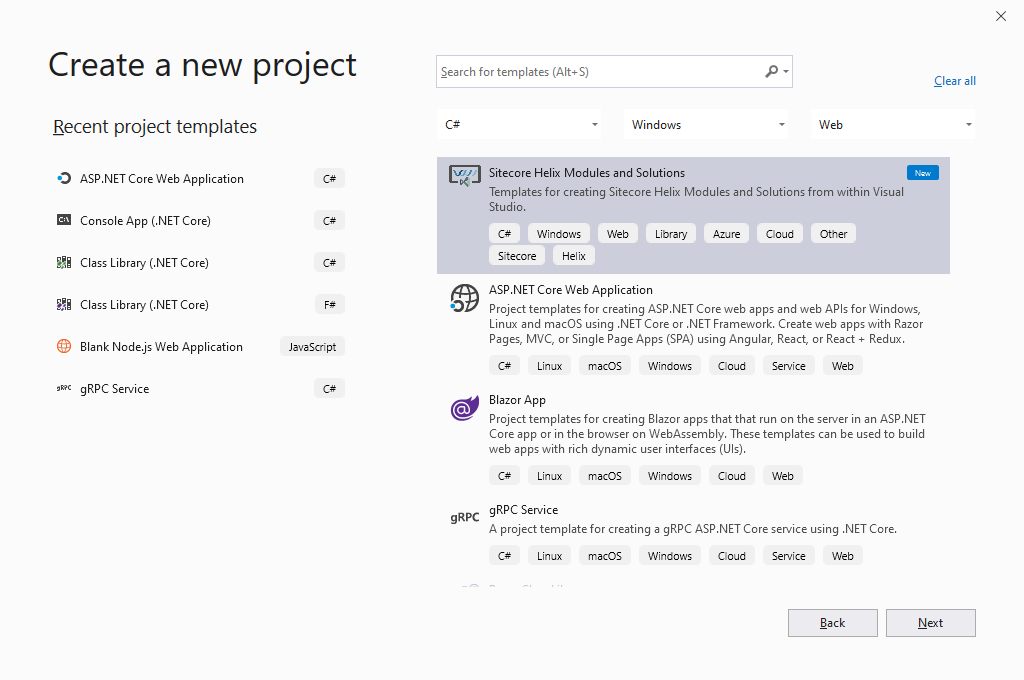 Create a new project
Search for templates (Alt+S)
Clear all
Recent project templates
C#
Windows
Web
ASP.NET Core Web Application
C#
Console App (.NET Core)
C#
Class Library (.NET Core)
C#
Class Library (.NET Core)
F#
Blank Node.js Web Application
JavaScript
gRPC
gRPC Service
C#
Sitecore Helix Modules and Solutions
New
Templates for creating Sitecore Helix Modules and Solutions from within Visual
Studio.
C# Windows Web Library Azure Cloud Other
Sitecore Helix
ASP.NET Core Web Application
Project templates for creating ASP.NET Core web apps and web APIs for Windows,
Linux and macOS using .NET Core or .NET Framework. Create web apps with Razor
Pages, MVC, or Single Page Apps (SPA) using Angular, React, or React + Redux.
C# Linux macOS Windows Cloud Service Web
Blazor App
Project templates for creating Blazor apps that that run on the server in an ASP.NET
Core app or in the browser on WebAssembly. These templates can be used to build
web apps with rich dynamic user interfaces (UIs).
C# Linux macOS Windows Cloud Web
gRPC
gRPC Service
A project template for creating a gRPC ASP.NET Core service using .NET Core.
C# Linux macOS Windows Cloud Service Web
Back
Next